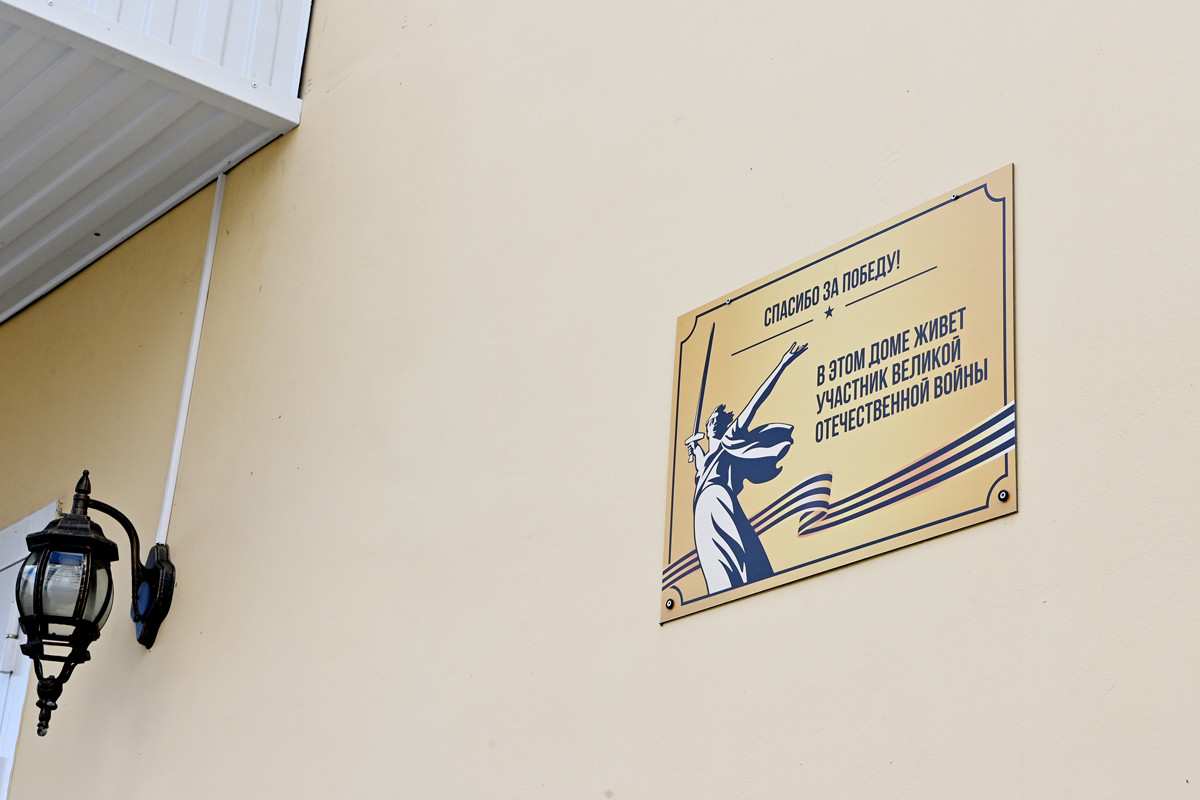 СПАСИБО ЗА ПОБЕДУ!
В ЭТОМ ДОМЕ ЖИВЕТ
УЧАСТНИК ВЕЛИКОЙ
ОТЕЧЕСТВЕННОЙ ВОЙНЫ